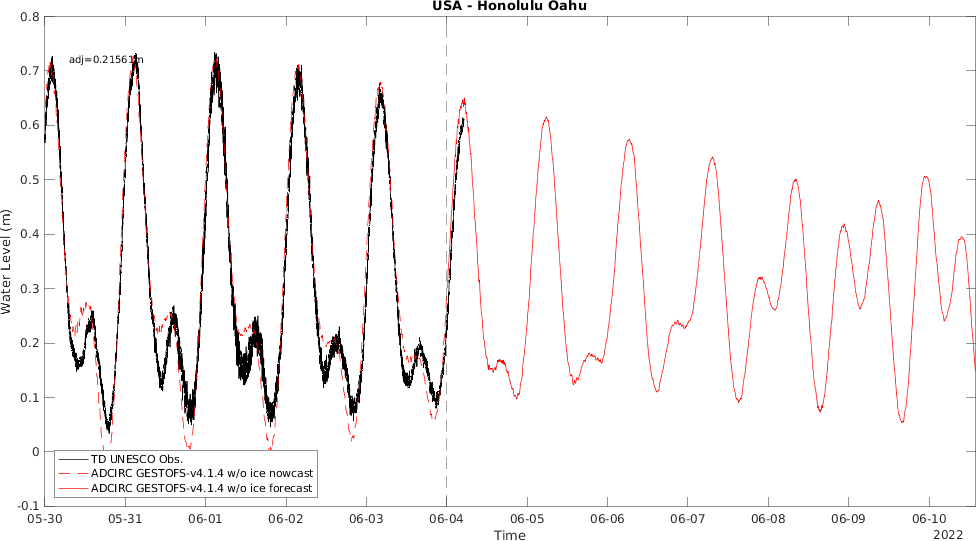 USA - Honolulu Oahu
adj=0.21561m
Water Level (m)
0.8
0.7
0.6
0.5
0.4
0.3
0.2
0.1
0
-0.1
TD UNESCO Obs.
ADCIRC GESTOFS-v4.1.4 w/o ice nowcast
ADCIRC GESTOFS-v4.1.4 w/o ice forecast
05-30 05-31 06-01 06-02 06-03 06-04 06-05 06-06 06-07 06-08 06-09 06-10
Time
2022